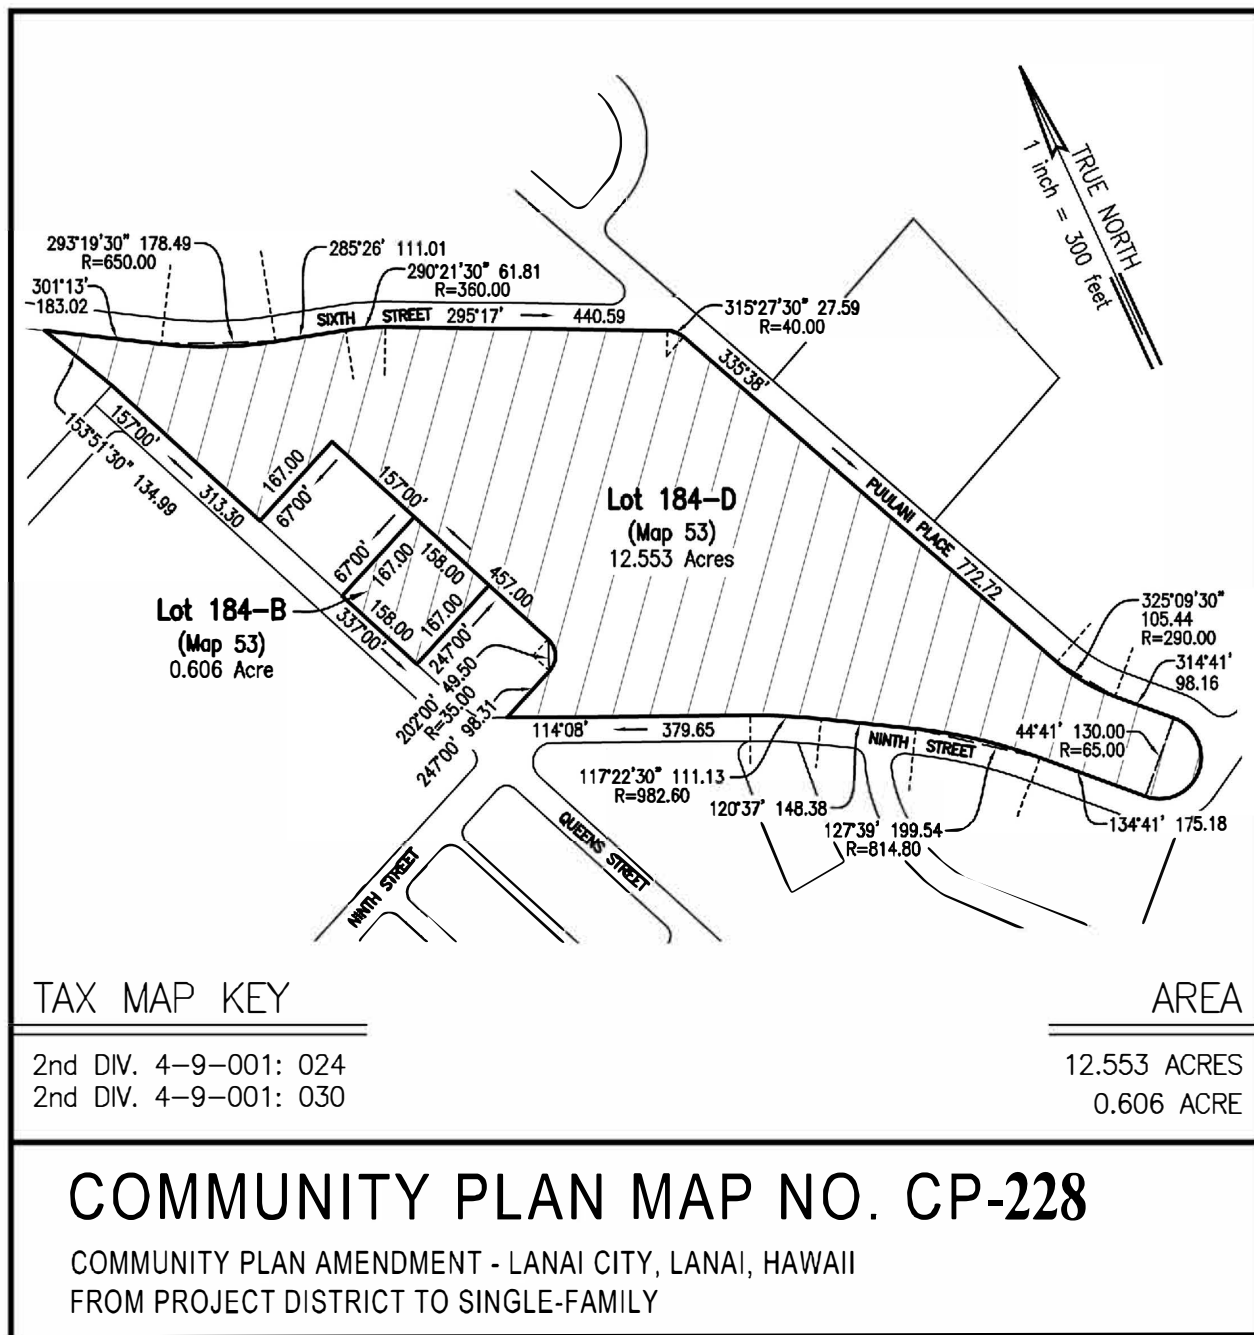 TRUE NORTH
1 inch = 300 feet
293°19'30" 178.49
R=650.00
285°26' 111.01
290°21'30" 61.81
R=360.00
301°13'
183.02
SIXTH STREET 295°17' 440.59
315°27'30" 27.59
R=40.00
335°38'
PUULANI PLACE 772.72
157°00'
313.30
153°51'30" 134.99
167.00
67°00'
157°00'
457.00
67°00'
167.00
158.00
158.00
167.00
337°00'
247°00'
Lot 184-D
(Map 53)
12.553 Acres
Lot 184-B
(Map 53)
0.606 Acre
202°00' 49.50
R=35.00
247°00' 98.31
325°09'30"
105.44
R=290.00
314°41'
98.16
44°41' 130.00
R=65.00
114°08' 379.65
NINTH STREET
117°22'30" 111.13
R=982.60
120°37' 148.38
127°39' 199.54
R=814.80
134°41' 175.18
QUEENS STREET
NINTH STREET
TAX MAP KEY
AREA
2nd DIV. 4-9-001: 024
12.553 ACRES
2nd DIV. 4-9-001: 030
0.606 ACRE
COMMUNITY PLAN MAP NO. CP-228
COMMUNITY PLAN AMENDMENT - LANAI CITY, LANAI, HAWAII
FROM PROJECT DISTRICT TO SINGLE-FAMILY